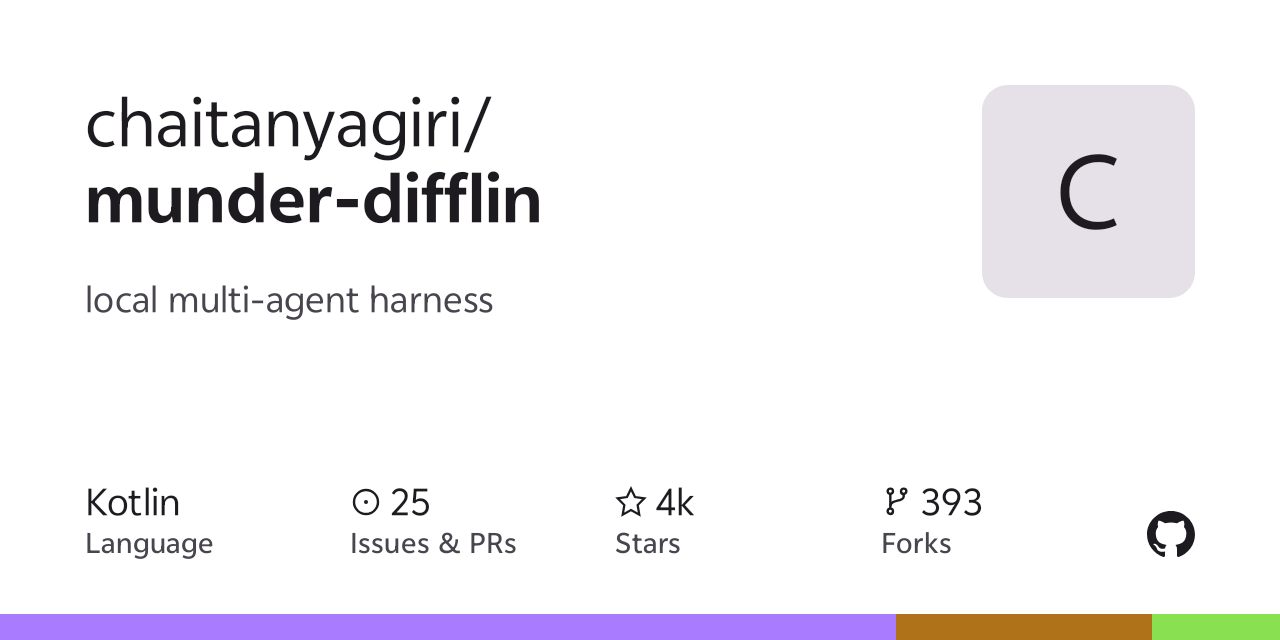 chaitanyagiri/
munder-difflin
C
local multi-agent harness
Kotlin
Language
25
Issues & PRs
4k
Stars
393
Forks